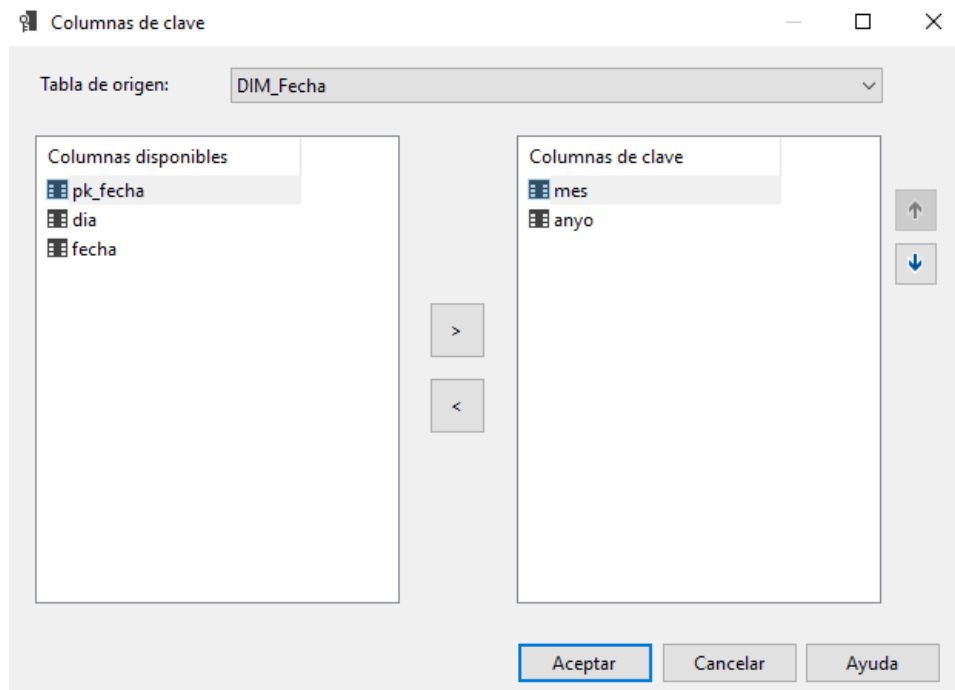 Columnas de clave
Tabla de origen:
DIM_Fecha
Columnas disponibles
pk_fecha
dia
fecha
>
<
Columnas de clave
mes
anyo
Aceptar
Cancelar
Ayuda